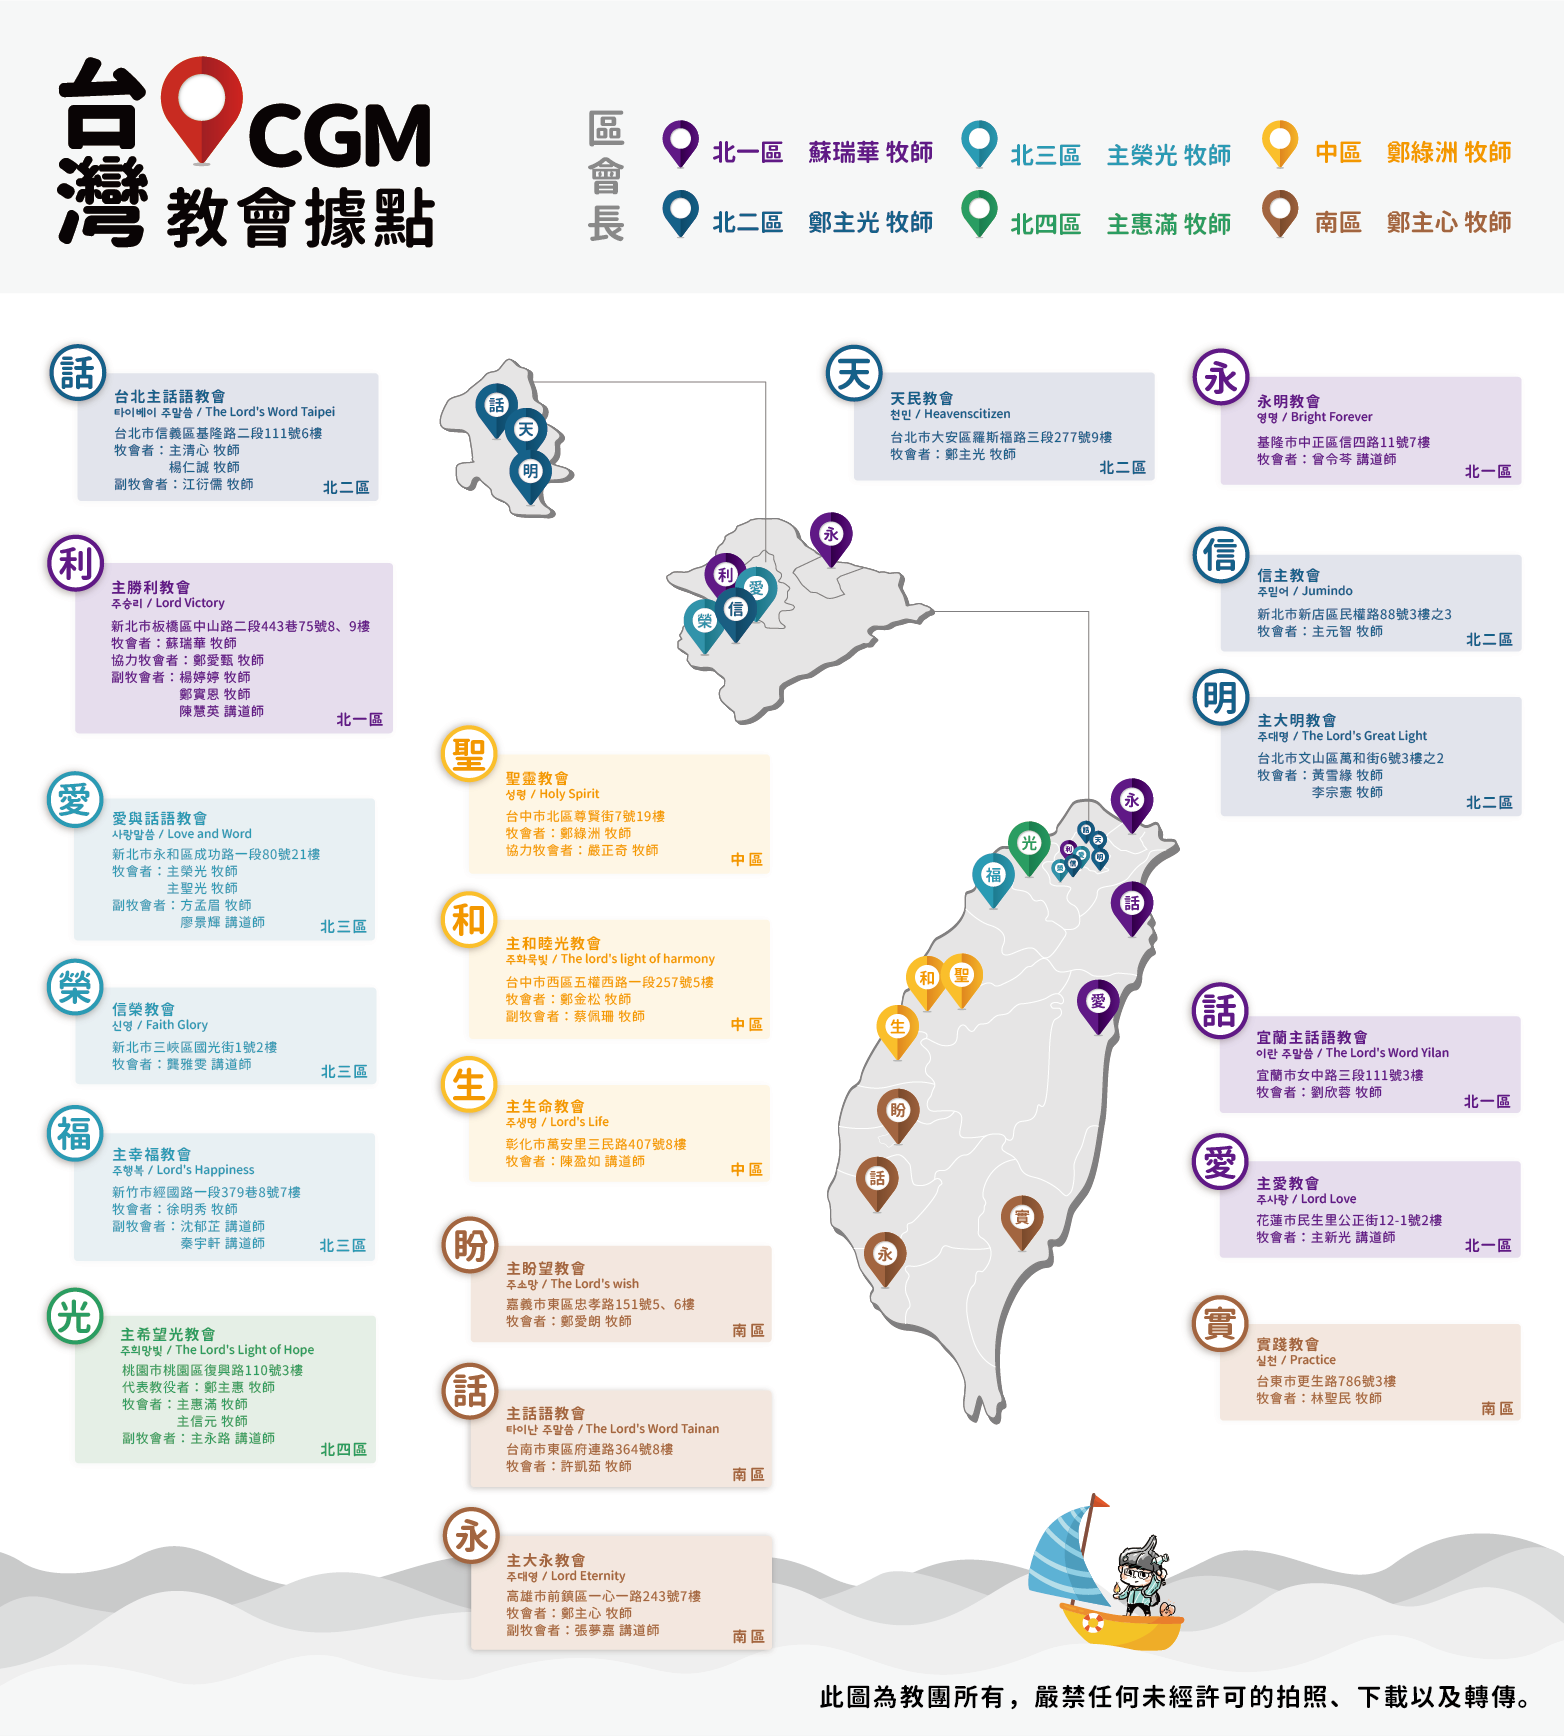 台灣 CGM
教會據點
區會長
北一區 蘇瑞華 牧師
北三區 主榮光 牧師
中區 鄭綠洲 牧師
北二區 鄭主光 牧師
北四區 主惠滿 牧師
南區 鄭主心 牧師
話
台北主話語教會
타이베이 주말씀 / The Lord's Word Taipei
台北市信義區基隆路二段111號6樓
牧會者：主清心 牧師
楊仁誠 牧師
副牧會者：江衍儒 牧師
北二區
利
主勝利教會
주승리 / Lord Victory
新北市板橋區中山路二段443巷75號8、9樓
牧會者：蘇瑞華 牧師
協力牧會者：鄭愛甄 牧師
副牧會者：楊婷婷 牧師
鄭實恩 牧師
陳慧英 講道師
北一區
愛
愛與話語教會
사랑말씀 / Love and Word
新北市永和區成功路一段80號21樓
牧會者：主榮光 牧師
主聖光 牧師
副牧會者：方孟眉 牧師
廖景輝 講道師
北三區
榮
信榮教會
신영 / Faith Glory
新北市三峽區國光街1號2樓
牧會者：龔雅雯 講道師
北三區
福
主幸福教會
주행복 / Lord's Happiness
新竹市經國路一段379巷8號7樓
牧會者：徐明秀 牧師
副牧會者：沈郁芷 講道師
秦宇軒 講道師
北三區
光
主希望光教會
주희망빛 / The Lord's Light of Hope
桃園市桃園區復興路110號3樓
代表教役者：鄭主惠 牧師
牧會者：主惠滿 牧師
主信元 牧師
副牧會者：主永路 講道師
北四區
聖
聖靈教會
성령 / Holy Spirit
台中市北區尊賢街7號19樓
牧會者：鄭綠洲 牧師
協力牧會者：嚴正奇 牧師
中區
和
主和睦光教會
주화목빛 / The lord's light of harmony
台中市西區五權西路一段257號5樓
牧會者：鄭金松 牧師
副牧會者：蔡佩珊 牧師
中區
生
主生命教會
주생명 / Lord's Life
彰化市萬安里三民路407號8樓
牧會者：陳盈如 講道師
中區
盼
主盼望教會
주소망 / The Lord's wish
嘉義市東區忠孝路151號5、6樓
牧會者：鄭愛朗 牧師
南區
話
主話語教會
타이난 주말씀 / The Lord's Word Tainan
台南市東區府連路364號8樓
牧會者：許凱茹 牧師
南區
永
主大永教會
주대영 / Lord Eternity
高雄市前鎮區一心一路243號7樓
牧會者：鄭主心 牧師
副牧會者：張夢嘉 講道師
南區
天
天民教會
천민 / Heavenscitizen
台北市大安區羅斯福路三段277號9樓
牧會者：鄭主光 牧師
北二區
永
永明教會
영명 / Bright Forever
基隆市中正區信四路11號7樓
牧會者：曾令芩 講道師
北一區
信
信主教會
주믿어 / Jumindo
新北市新店區民權路88號3樓之3
牧會者：主元智 牧師
北二區
明
主大明教會
주대명 / The Lord's Great Light
台北市文山區萬和街6號3樓之2
牧會者：黃雪緣 牧師
李宗憲 牧師
北二區
話
宜蘭主話語教會
이란 주말씀 / The Lord's Word Yilan
宜蘭市女中路三段111號3樓
牧會者：劉欣蓉 牧師
北一區
愛
主愛教會
주사랑 / Lord Love
花蓮市民生里公正街12-1號2樓
牧會者：主新光 講道師
北一區
實
實踐教會
실천 / Practice
台東市更生路786號3樓
牧會者：林聖民 牧師
南區
話
天
明
永
利
愛
榮
信
永
光
話
天
利
愛
明
信
榮
福
話
和
聖
愛
生
盼
話
實
永
此圖為教團所有，嚴禁任何未經許可的拍照、下載以及轉傳。